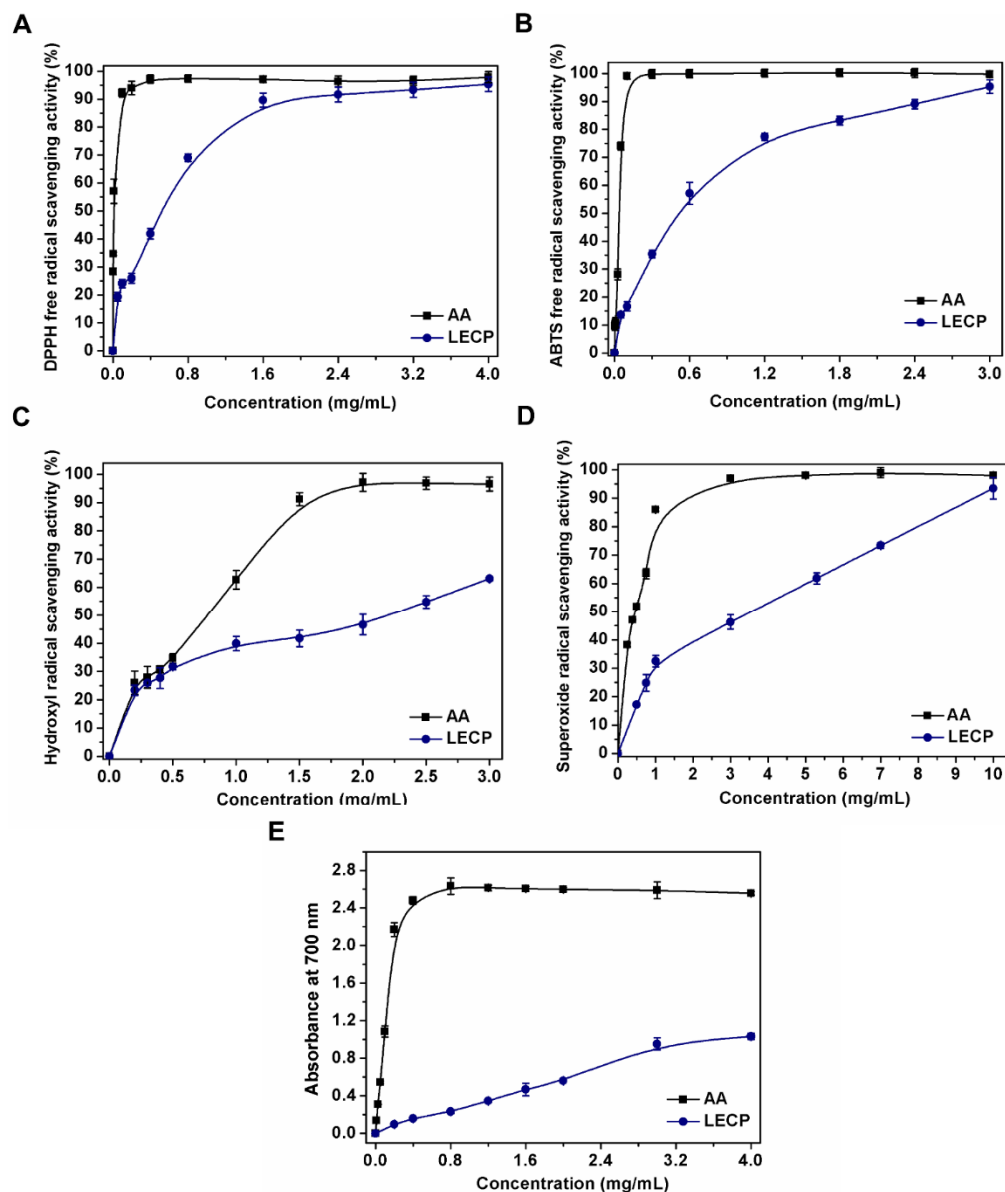 A
DPPH free radical scavenging activity (%)
100
90
80
70
60
50
40
30
20
10
0
AA
LECP
0.0 0.8 1.6 2.4 3.2 4.0
Concentration (mg/mL)
B
ABTS free radical scavenging activity (%)
100
90
80
70
60
50
40
30
20
10
0
AA
LECP
0.0 0.6 1.2 1.8 2.4 3.0
Concentration (mg/mL)
C
Hydroxyl radical scavenging activity (%)
100
90
80
70
60
50
40
30
20
10
0
AA
LECP
0.0 0.5 1.0 1.5 2.0 2.5 3.0
Concentration (mg/mL)
D
Superoxide radical scavenging activity (%)
100
90
80
70
60
50
40
30
20
10
0
AA
LECP
0 1 2 3 4 5 6 7 8 9 10
Concentration (mg/mL)
E
Absorbance at 700 nm
2.8
2.4
2.0
1.6
1.2
0.8
0.4
0.0
AA
LECP
0.0 0.8 1.6 2.4 3.2 4.0
Concentration (mg/mL)